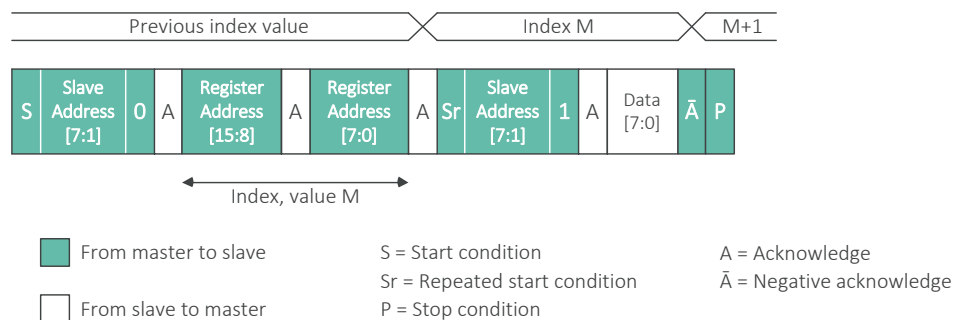 Previous index value Index M M+1
S Slave Address [7:1] 0 A Register Address [15:8] A Register Address [7:0] A Sr Slave Address [7:1] 1 A Data [7:0] Ā P
Index, value M
From master to slave S = Start condition A = Acknowledge
Sr = Repeated start condition Ā = Negative acknowledge
From slave to master P = Stop condition